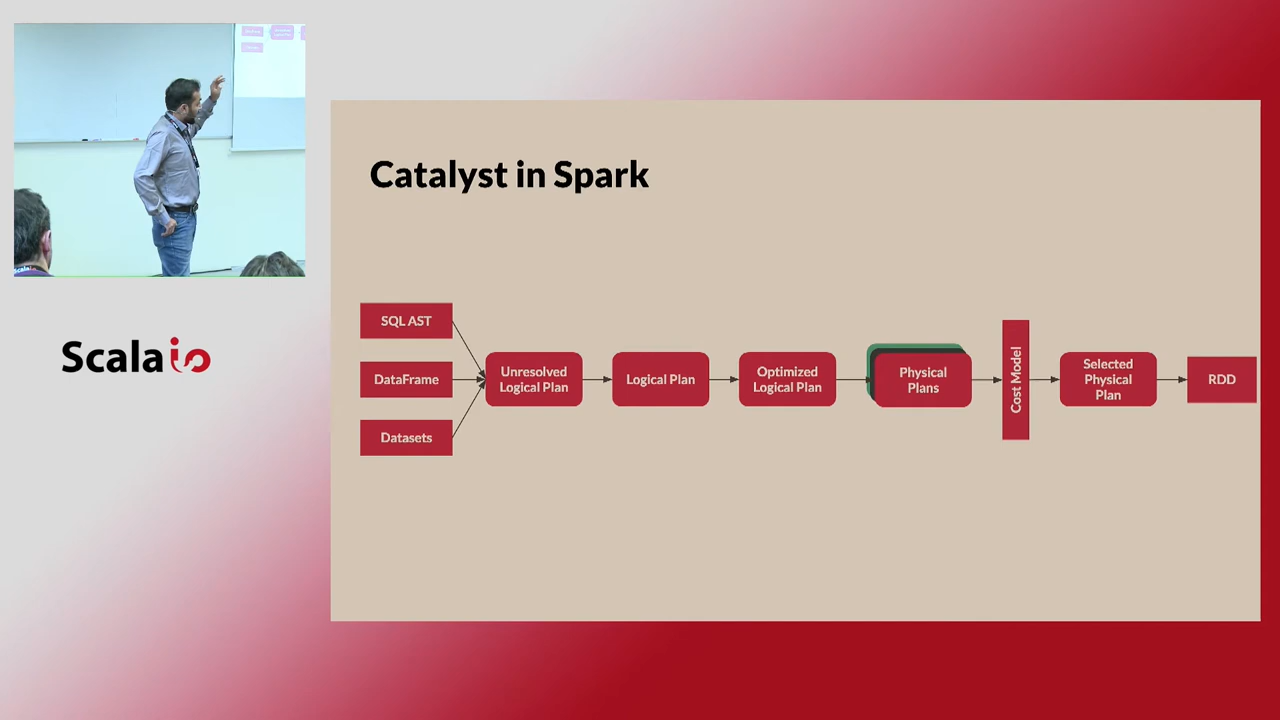 Catalyst in Spark
SQL AST
DataFrame
Datasets
Unresolved
Logical Plan
Logical Plan
Optimized
Logical Plan
Physical
Plans
Cost Model
Selected
Physical
Plan
RDD
Scala io